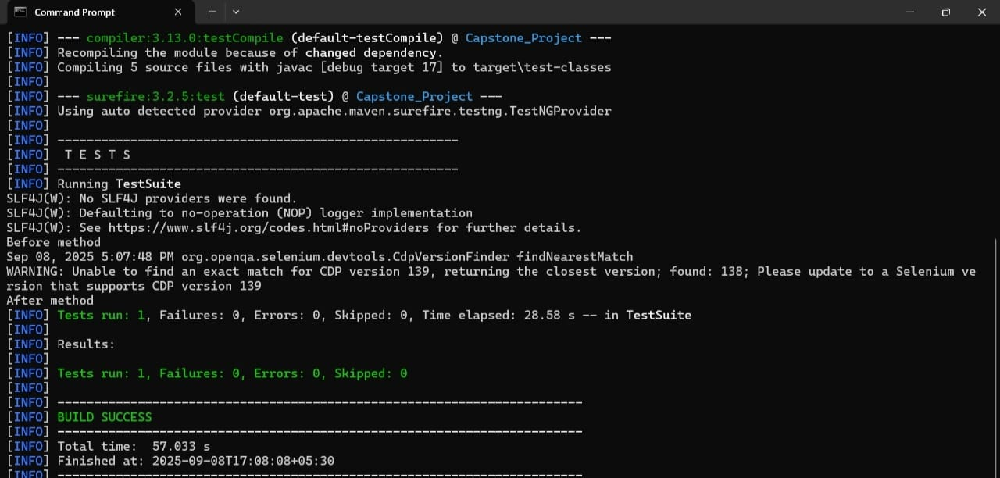 Command Prompt
[INFO] --- compiler:3.13.0:testCompile (default-testCompile) @ Capstone_Project ---
[INFO] Recompiling the module because of changed dependency.
[INFO] Compiling 5 source files with javac [debug target 17] to target\test-classes
[INFO]
[INFO] --- surefire:3.2.5:test (default-test) @ Capstone_Project ---
[INFO] Using auto detected provider org.apache.maven.surefire.testng.TestNGProvider
[INFO]
[INFO] -------------------------------------------------------
[INFO]  T E S T S
[INFO] -------------------------------------------------------
[INFO] Running TestSuite
SLF4J(W): No SLF4J providers were found.
SLF4J(W): Defaulting to no-operation (NOP) logger implementation
SLF4J(W): See https://www.slf4j.org/codes.html#noProviders for further details.
Before method
Sep 08, 2025 5:07:48 PM org.openqa.selenium.devtools.CdpVersionFinder findNearestMatch
WARNING: Unable to find an exact match for CDP version 139, returning the closest version; found: 138; Please update to a Selenium ve
rsion that supports CDP version 139
After method
[INFO] Tests run: 1, Failures: 0, Errors: 0, Skipped: 0, Time elapsed: 28.58 s -- in TestSuite
[INFO]
[INFO] Results:
[INFO]
[INFO] Tests run: 1, Failures: 0, Errors: 0, Skipped: 0
[INFO]
[INFO] ------------------------------------------------------------------------
[INFO] BUILD SUCCESS
[INFO] ------------------------------------------------------------------------
[INFO] Total time:  57.033 s
[INFO] Finished at: 2025-09-08T17:08:08+05:30
[INFO] ------------------------------------------------------------------------